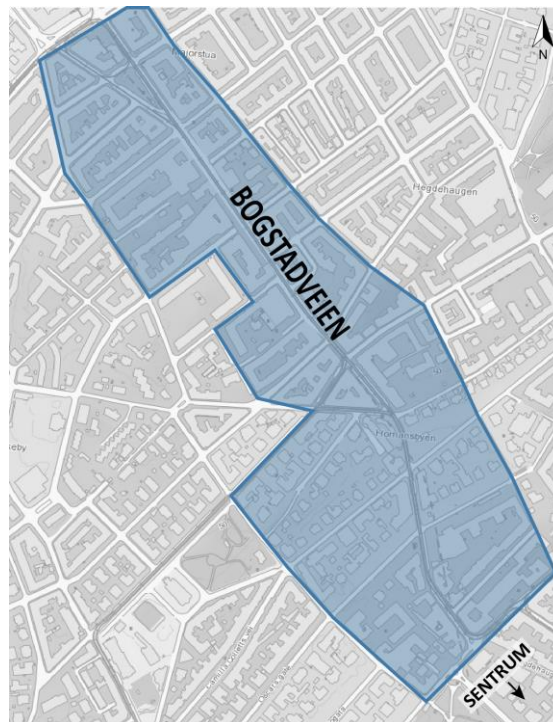 N
Majorstua
Hegdehaugen
BOGSTADVEIEN
Homansbyen
SENTRUM